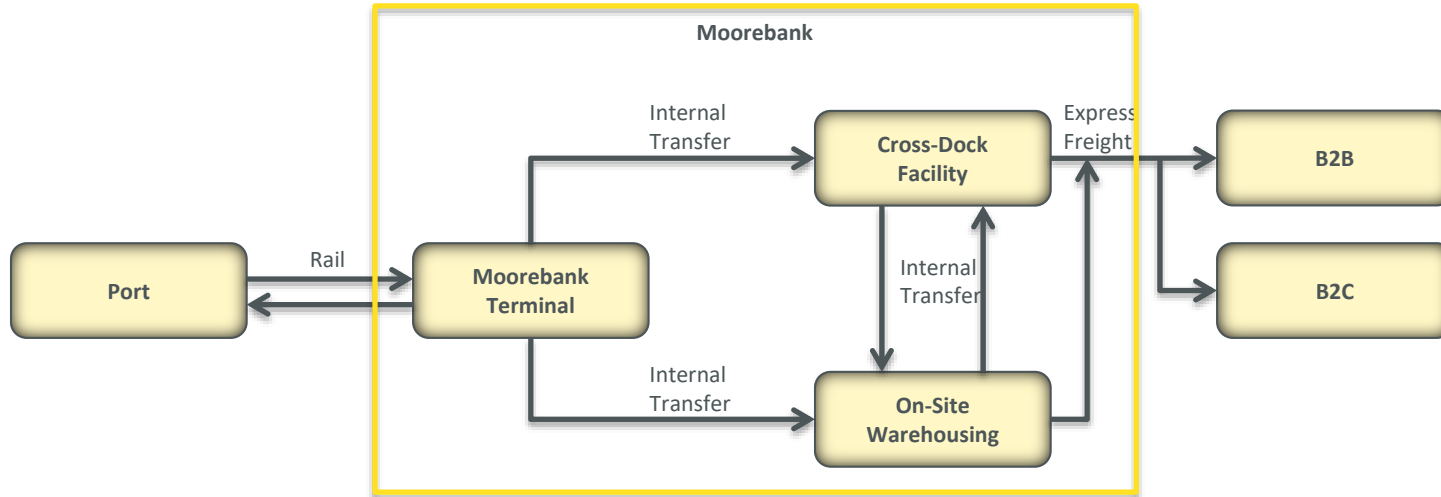 Moorebank
Internal
Transfer
Cross-Dock
Facility
Express
Freight
B2B
Port
Rail
Moorebank
Terminal
Internal
Transfer
B2C
Internal
Transfer
On-Site
Warehousing